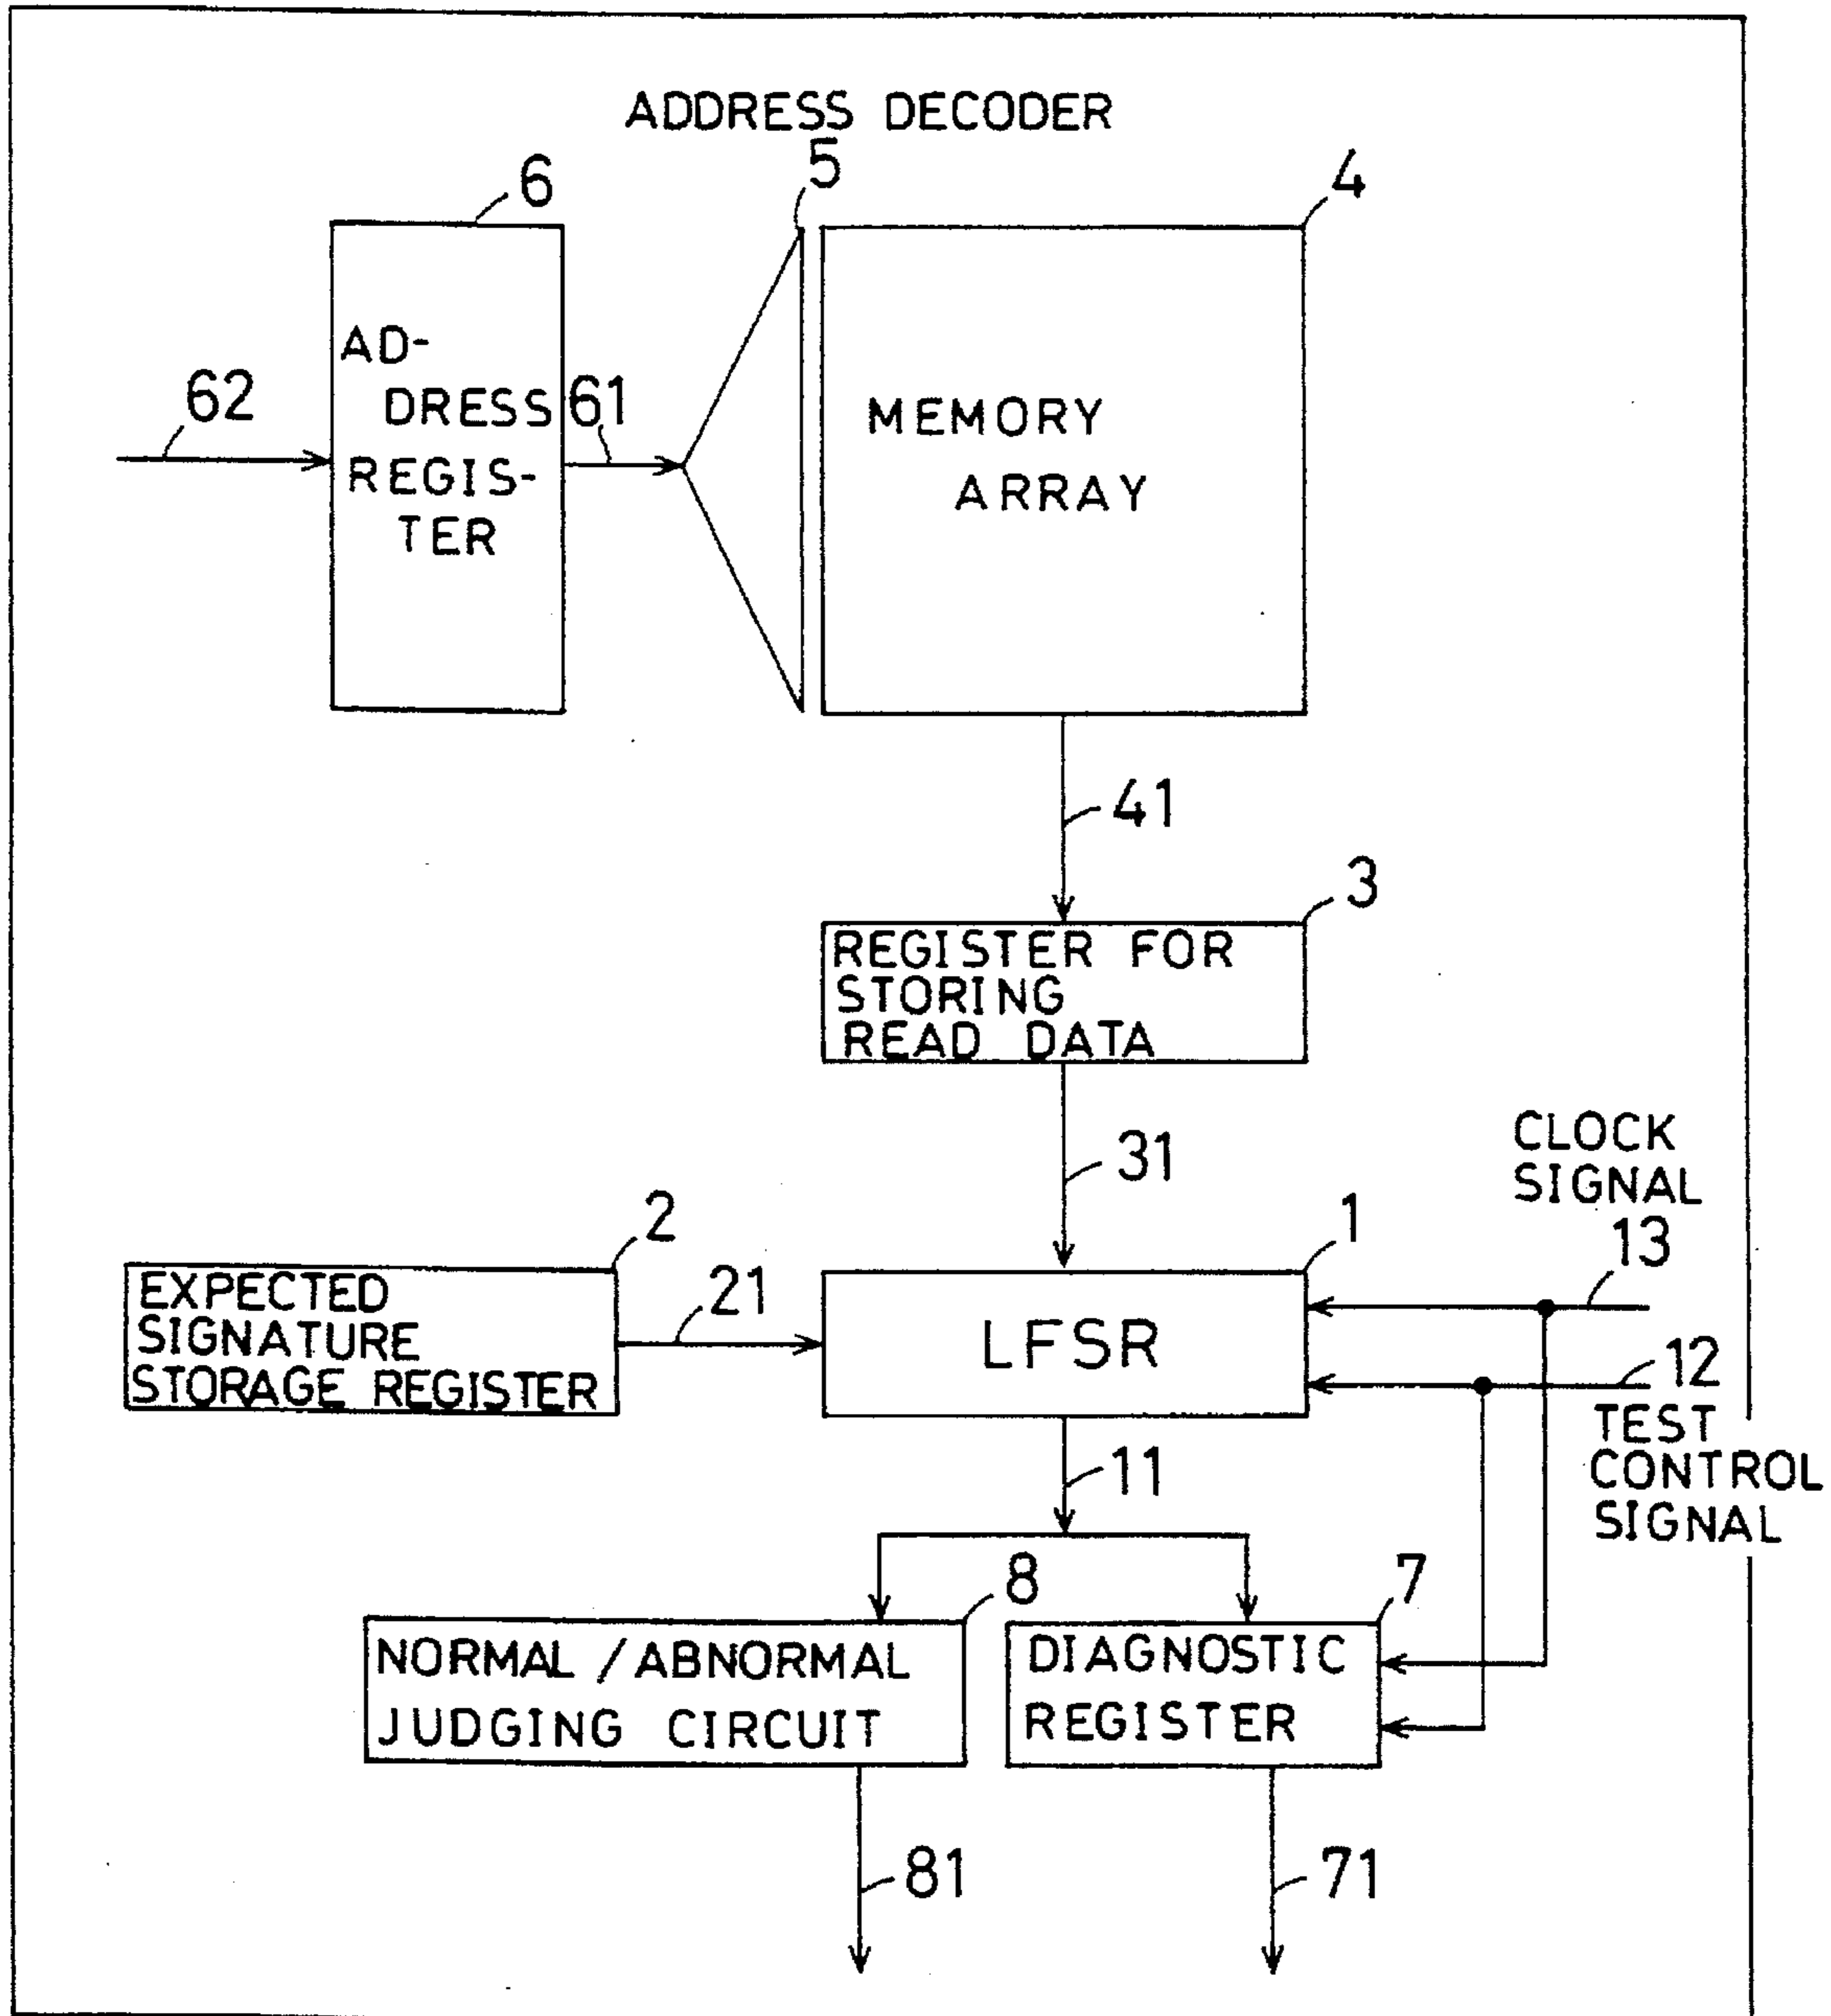 ADDRESS DECODER
6
5
4
AD-
DRESS
REGIS-
TER
62
61
MEMORY
ARRAY
41
3
REGISTER FOR
STORING
READ DATA
31
CLOCK
SIGNAL
13
2
EXPECTED
SIGNATURE
STORAGE REGISTER
21
1
LFSR
12
TEST
CONTROL
SIGNAL
11
8
NORMAL/ABNORMAL
JUDGING CIRCUIT
7
DIAGNOSTIC
REGISTER
81
71